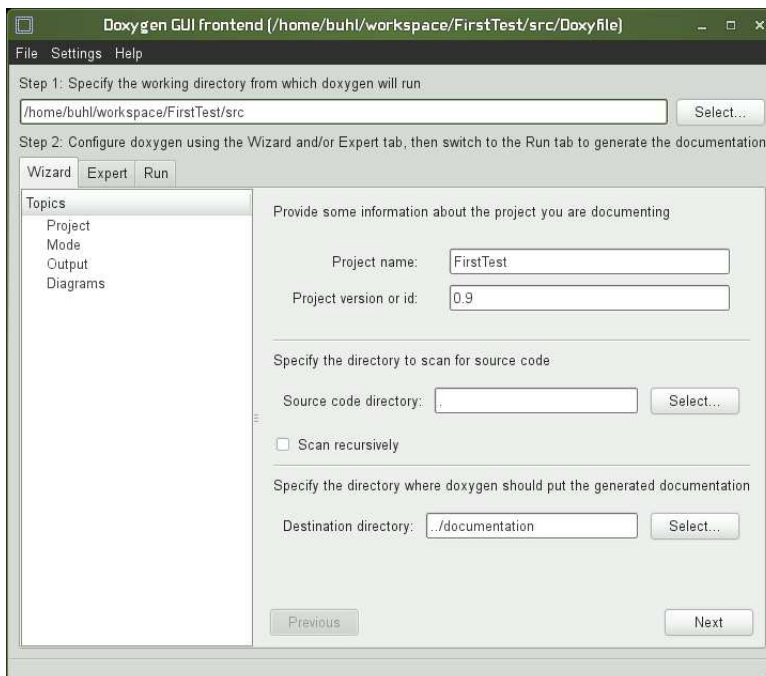 Doxygen GUI frontend (/home/buhl/workspace/FirstTest/src/Doxyfile)
File Settings Help
Step 1: Specify the working directory from which doxygen will run
/home/buhl/workspace/FirstTest/src Select...
Step 2: Configure doxygen using the Wizard and/or Expert tab, then switch to the Run tab to generate the documentation
Wizard Expert Run
Topics
Project
Mode
Output
Diagrams
Provide some information about the project you are documenting
Project name: FirstTest
Project version or id: 0.9
Specify the directory to scan for source code
Source code directory: . Select...
Scan recursively
Specify the directory where doxygen should put the generated documentation
Destination directory: ../documentation Select...
Previous Next